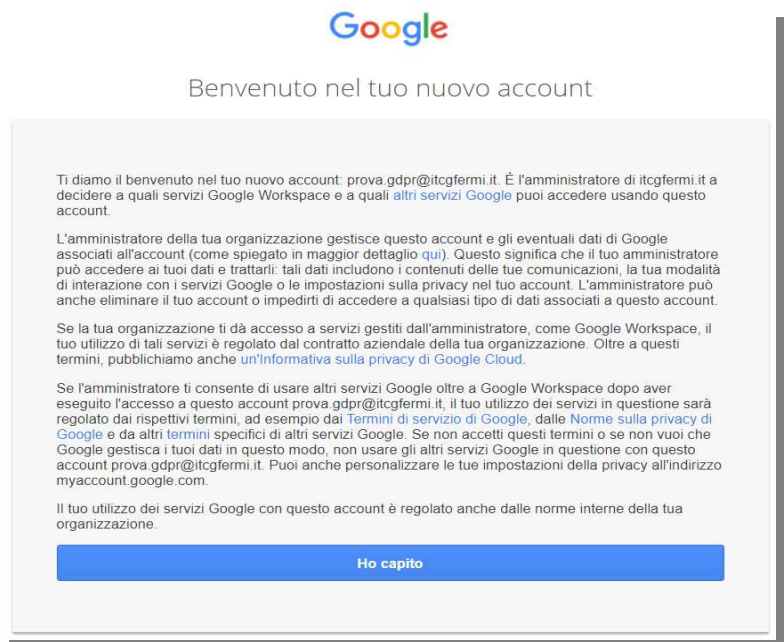 Google
Benvenuto nel tuo nuovo account
Ti diamo il benvenuto nel tuo nuovo account: prova.gdpr@itcgfermi.it. È l'amministratore di itcgfermi.it a
decidere a quali servizi Google Workspace e a quali altri servizi Google puoi accedere usando questo
account.
L'amministratore della tua organizzazione gestisce questo account e gli eventuali dati di Google
associati all'account (come spiegato in maggior dettaglio qui). Questo significa che il tuo amministratore
può accedere ai tuoi dati e trattarli: tali dati includono i contenuti delle tue comunicazioni, la tua modalità
di interazione con i servizi Google o le impostazioni sulla privacy nel tuo account. L'amministratore può
anche eliminare il tuo account o impedirti di accedere a qualsiasi tipo di dati associati a questo account.
Se la tua organizzazione ti dà accesso a servizi gestiti dall'amministratore, come Google Workspace, il
tuo utilizzo di tali servizi è regolato dal contratto aziendale della tua organizzazione. Oltre a questi
termini, pubblichiamo anche un'Informativa sulla privacy di Google Cloud.
Se l'amministratore ti consente di usare altri servizi Google oltre a Google Workspace dopo aver
eseguito l'accesso a questo account prova.gdpr@itcgfermi.it, il tuo utilizzo dei servizi in questione sarà
regolato dai rispettivi termini, ad esempio dai Termini di servizio di Google, dalle Norme sulla privacy di
Google e da altri termini specifici di altri servizi Google. Se non accetti questi termini o se non vuoi che
Google gestisca i tuoi dati in questo modo, non usare gli altri servizi Google in questione con questo
account prova.gdpr@itcgfermi.it. Puoi anche personalizzare le tue impostazioni della privacy all'indirizzo
myaccount.google.com.
Il tuo utilizzo dei servizi Google con questo account è regolato anche dalle norme interne della tua
organizzazione.
Ho capito